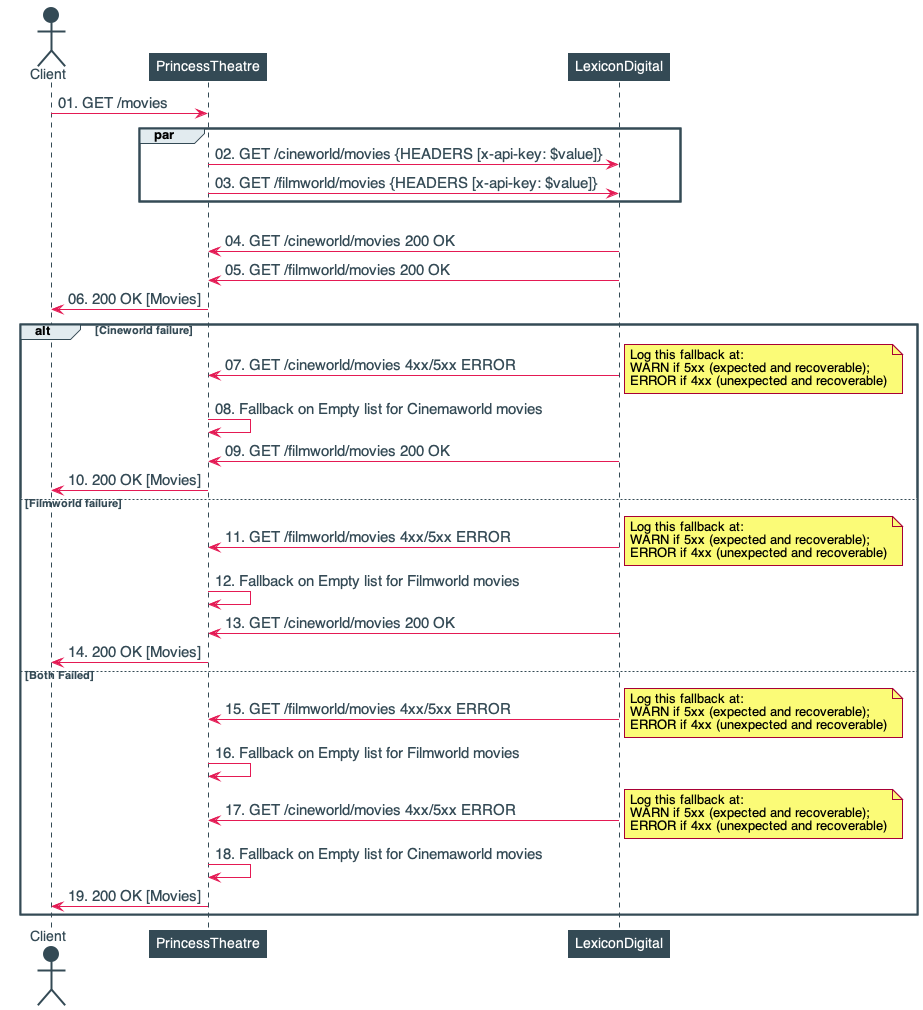 Client
PrincessTheatre
LexiconDigital
01. GET /movies
par
02. GET /cineworld/movies {HEADERS [x-api-key: $value]}
03. GET /filmworld/movies {HEADERS [x-api-key: $value]}
04. GET /cineworld/movies 200 OK
05. GET /filmworld/movies 200 OK
06. 200 OK [Movies]
alt
[Cineworld failure]
07. GET /cineworld/movies 4xx/5xx ERROR
Log this fallback at:
WARN if 5xx (expected and recoverable);
ERROR if 4xx (unexpected and recoverable)
08. Fallback on Empty list for Cinemaworld movies
09. GET /filmworld/movies 200 OK
10. 200 OK [Movies]
[Filmworld failure]
11. GET /filmworld/movies 4xx/5xx ERROR
Log this fallback at:
WARN if 5xx (expected and recoverable);
ERROR if 4xx (unexpected and recoverable)
12. Fallback on Empty list for Filmworld movies
13. GET /cineworld/movies 200 OK
14. 200 OK [Movies]
[Both Failed]
15. GET /filmworld/movies 4xx/5xx ERROR
Log this fallback at:
WARN if 5xx (expected and recoverable);
ERROR if 4xx (unexpected and recoverable)
16. Fallback on Empty list for Filmworld movies
17. GET /cineworld/movies 4xx/5xx ERROR
Log this fallback at:
WARN if 5xx (expected and recoverable);
ERROR if 4xx (unexpected and recoverable)
18. Fallback on Empty list for Cinemaworld movies
19. 200 OK [Movies]
Client
PrincessTheatre
LexiconDigital